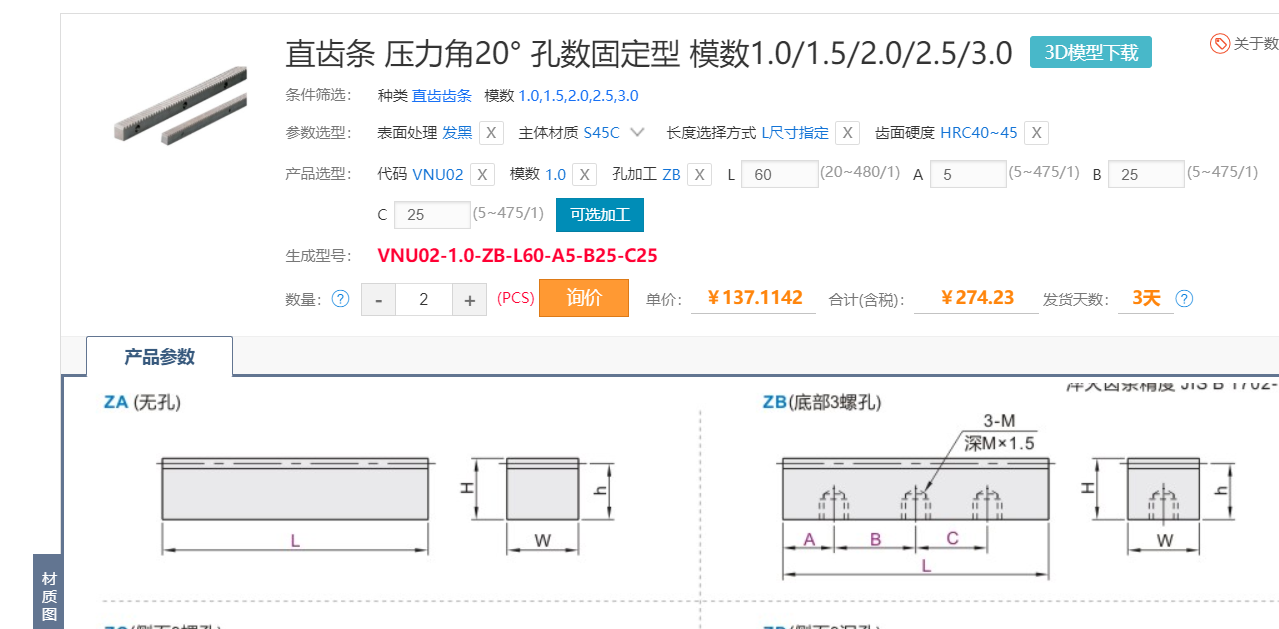 直齿条 压力角20° 孔数固定型 模数1.0/1.5/2.0/2.5/3.0 3D模型下载 关于数
条件筛选： 种类 直齿齿条 模数 1.0,1.5,2.0,2.5,3.0
参数选型： 表面处理 发黑 X 主体材质 S45C 长度选择方式 L尺寸指定 X 齿面硬度 HRC40~45 X
产品选型： 代码 VNU02 X 模数 1.0 X 孔加工 ZB X L 60 (20~480/1) A 5 (5~475/1) B 25 (5~475/1)
C 25 (5~475/1) 可选加工
生成型号： VNU02-1.0-ZB-L60-A5-B25-C25
数量： ? - 2 + (PCS) 询价 单价： ￥137.1142 合计(含税)： ￥274.23 发货天数： 3天 ?
产品参数
ZA (无孔)
H
h
L
W
JIS B 1702-
ZB(底部3螺孔)
3-M
深M×1.5
H
h
A B C
W
L
材质图